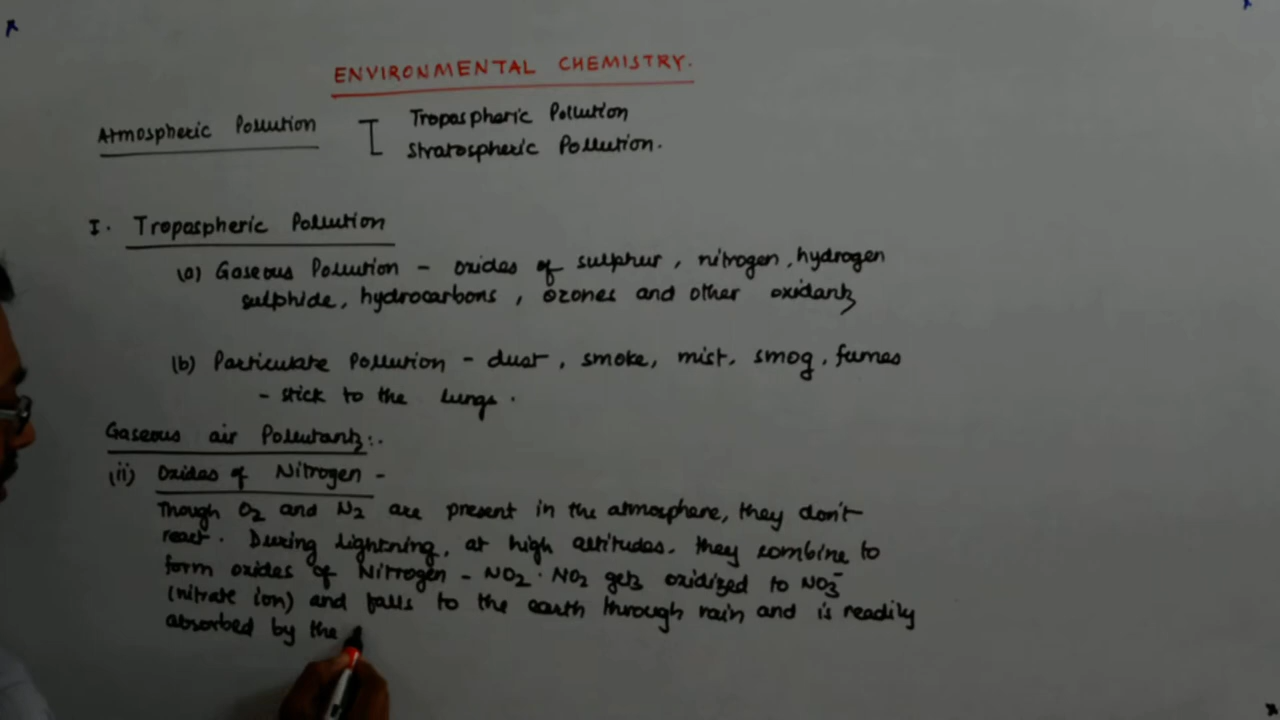 ENVIRONMENTAL CHEMISTRY.
Atmospheric Pollution
Tropospheric Pollution
Stratospheric Pollution.
I. Tropospheric Pollution
(a) Gaseous Pollution - oxides of sulphur, nitrogen, hydrogen
sulphide, hydrocarbons, ozones and other oxidants
(b) Particulate Pollution - dust, smoke, mist, smog, fumes
- stick to the lungs.
Gaseous air Pollutants:.
(ii) Oxides of Nitrogen -
Though O2 and N2 are present in the atmosphere, they don't
react. During lightning, at high altitudes, they combine to
form oxides of Nitrogen - NO2. NO2 gets oxidized to NO3⁻
(nitrate ion) and falls to the earth through rain and is readily
absorbed by the